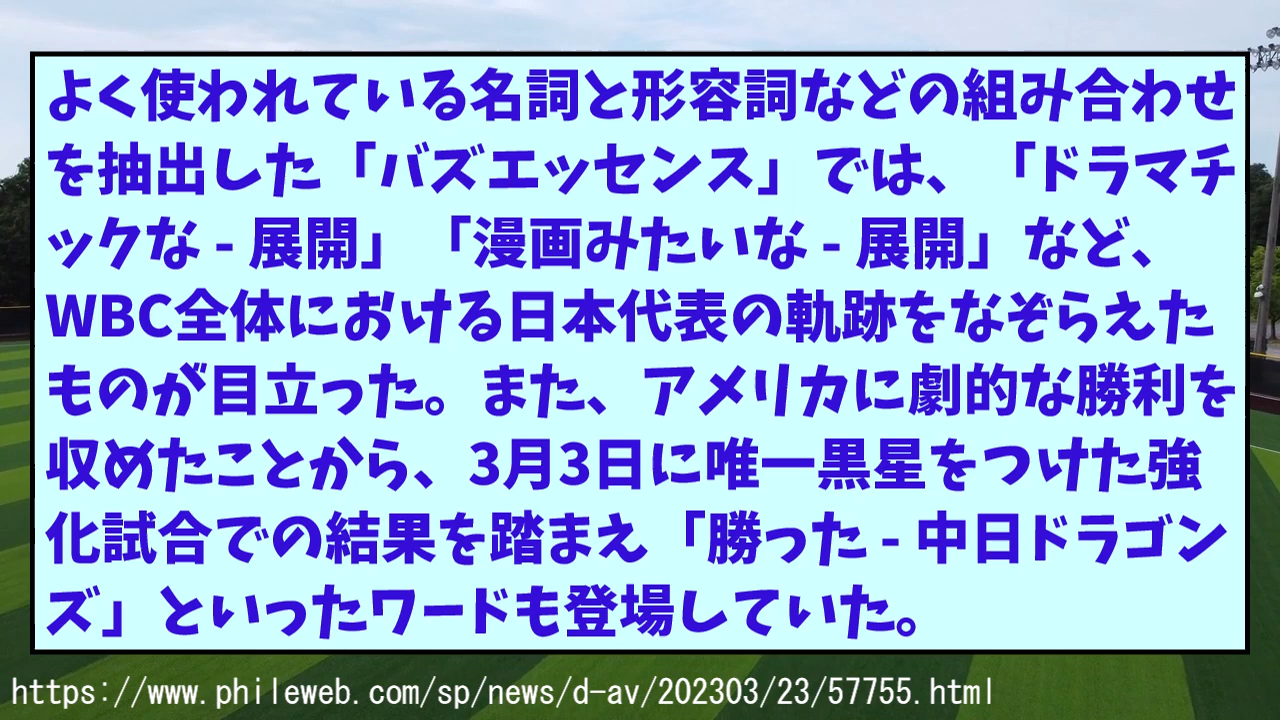 よく使われている名詞と形容詞などの組み合わせ
を抽出した「バズエッセンス」では、「ドラマチ
ックな - 展開」「漫画みたいな - 展開」など、
WBC全体における日本代表の軌跡をなぞらえた
ものが目立った。また、アメリカに劇的な勝利を
収めたことから、3月3日に唯一黒星をつけた強
化試合での結果を踏まえ「勝った - 中日ドラゴン
ズ」といったワードも登場していた。
https://www.phileweb.com/sp/news/d-av/202303/23/57755.html